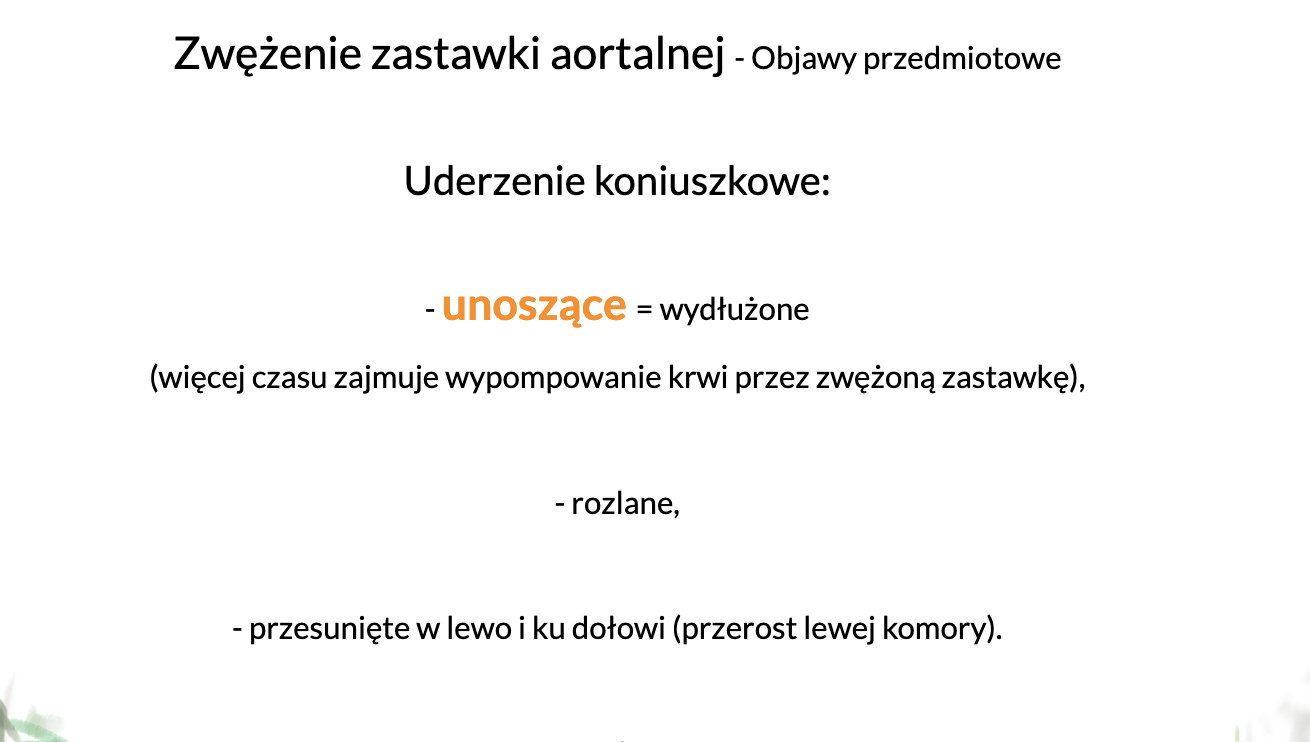 Zwężenie zastawki aortalnej - Objawy przedmiotowe
Uderzenie koniuszkowe:
- unoszące = wydłużone
(więcej czasu zajmuje wypompowanie krwi przez zwężoną zastawkę),
- rozlane,
- przesunięte w lewo i ku dołowi (przerost lewej komory).